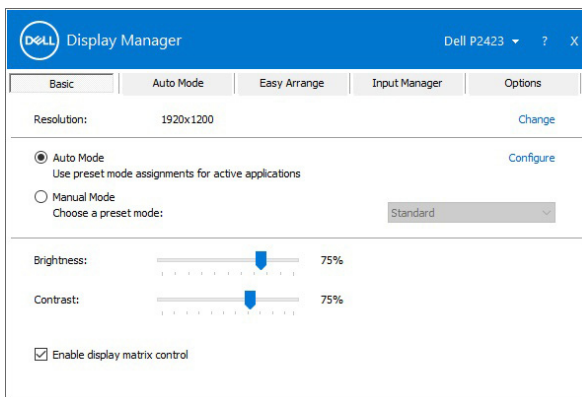 DELL Display Manager Dell P2423 ? X
Basic Auto Mode Easy Arrange Input Manager Options
Resolution: 1920x1200 Change
Auto Mode Configure
Use preset mode assignments for active applications
Manual Mode
Choose a preset mode: Standard
Brightness: 75%
Contrast: 75%
Enable display matrix control